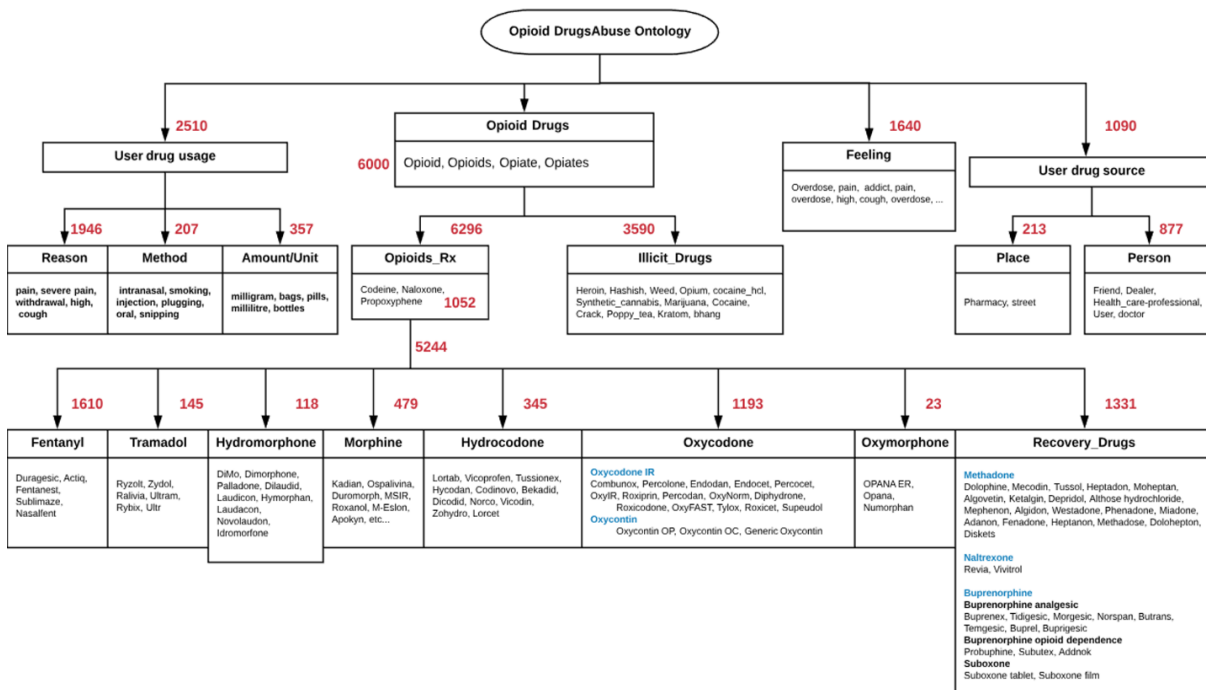 Opioid DrugsAbuse Ontology
2510
User drug usage
6000
Opioid Drugs
Opioid, Opioids, Opiate, Opiates
1640
Feeling
Overdose, pain, addict, pain,
overdose, high, cough, overdose, ...
1090
User drug source
1946
Reason
pain, severe pain,
withdrawal, high,
cough
207
Method
intranasal, smoking,
injection, plugging,
oral, snipping
357
Amount/Unit
milligram, bags, pills,
millilitre, bottles
6296
Opioids_Rx
Codeine, Naloxone,
Propoxyphene
1052
3590
Illicit_Drugs
Heroin, Hashish, Weed, Opium, cocaine_hcl,
Synthetic_cannabis, Marijuana, Cocaine,
Crack, Poppy_tea, Kratom, bhang
213
Place
Pharmacy, street
877
Person
Friend, Dealer,
Health_care-professional,
User, doctor
5244
1610
Fentanyl
Duragesic, Actiq,
Fentanest,
Sublimaze,
Nasalfent
145
Tramadol
Ryzolt, Zydol,
Ralivia, Ultram,
Rybix, Ultr
118
Hydromorphone
DiMo, Dimorphone,
Palladone, Dilaudid,
Laudicon, Hymorphan,
Laudacon,
Novolaudon,
Idromorfone
479
Morphine
Kadian, Ospalivina,
Duromorph, MSIR,
Roxanol, M-Eslon,
Apokyn, etc...
345
Hydrocodone
Lortab, Vicoprofen, Tussionex,
Hycodan, Codinovo, Bekadid,
Dicodid, Norco, Vicodin,
Zohydro, Lorcet
1193
Oxycodone
Oxycodone IR
Combunox, Percolone, Endodan, Endocet, Percocet,
OxyIR, Roxiprin, Percodan, OxyNorm, Diphydrone,
Roxicodone, OxyFAST, Tylox, Roxicet, Supeudol
Oxycontin
Oxycontin OP, Oxycontin OC, Generic Oxycontin
23
Oxymorphone
OPANA ER,
Opana,
Numorphan
1331
Recovery_Drugs
Methadone
Dolophine, Mecodin, Tussol, Heptadon, Moheptan,
Algovetin, Ketalgin, Depridol, Althose hydrochloride,
Mephenon, Algidon, Westadone, Phenadone, Miadone,
Adanon, Fenadone, Heptanon, Methadose, Dolohepton,
Diskets
Naltrexone
Revia, Vivitrol
Buprenorphine
Buprenorphine analgesic
Buprenex, Tidigesic, Morgesic, Norspan, Butrans,
Temgesic, Buprel, Buprigesic
Buprenorphine opioid dependence
Probuphine, Subutex, Addnok
Suboxone
Suboxone tablet, Suboxone film